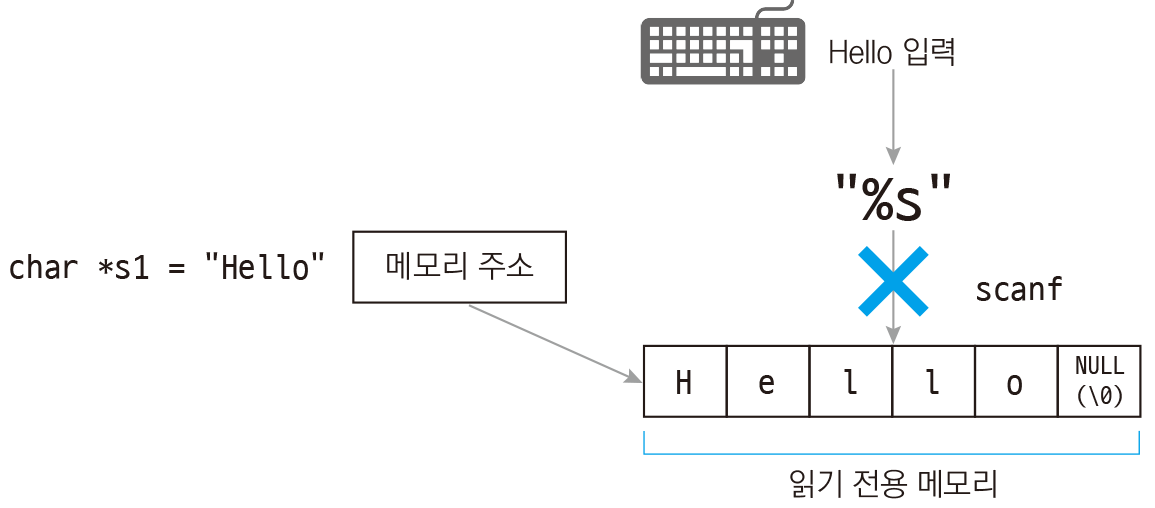 Hello 입력
"%s"
char *s1 = "Hello"
메모리 주소
scanf
H e l l o NULL
(\0)
읽기 전용 메모리